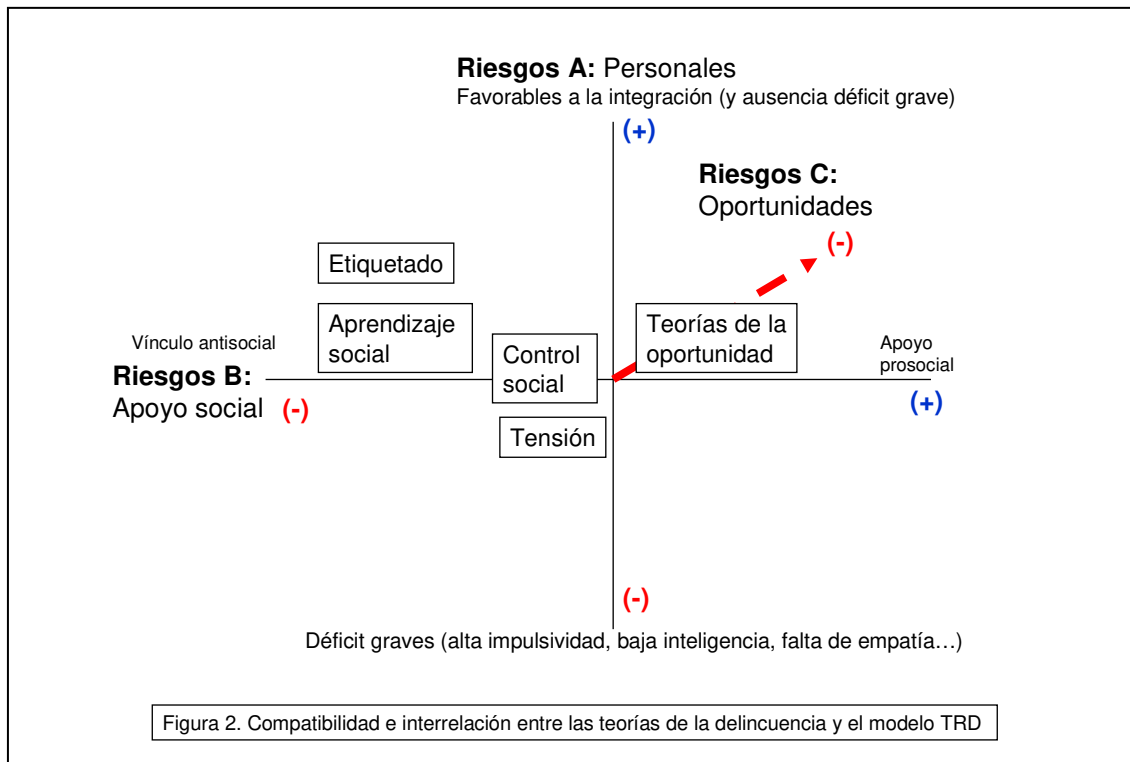 Riesgos A: Personales
Favorables a la integración (y ausencia déficit grave)
(+)
Riesgos C:
Oportunidades
(-)
Etiquetado
Aprendizaje
social
Vínculo antisocial
Riesgos B:
Apoyo social (-)
Control
social
Teorías de la
oportunidad
Apoyo
prosocial
(+)
Tensión
(-)
Déficit graves (alta impulsividad, baja inteligencia, falta de empatía…)
Figura 2. Compatibilidad e interrelación entre las teorías de la delincuencia y el modelo TRD